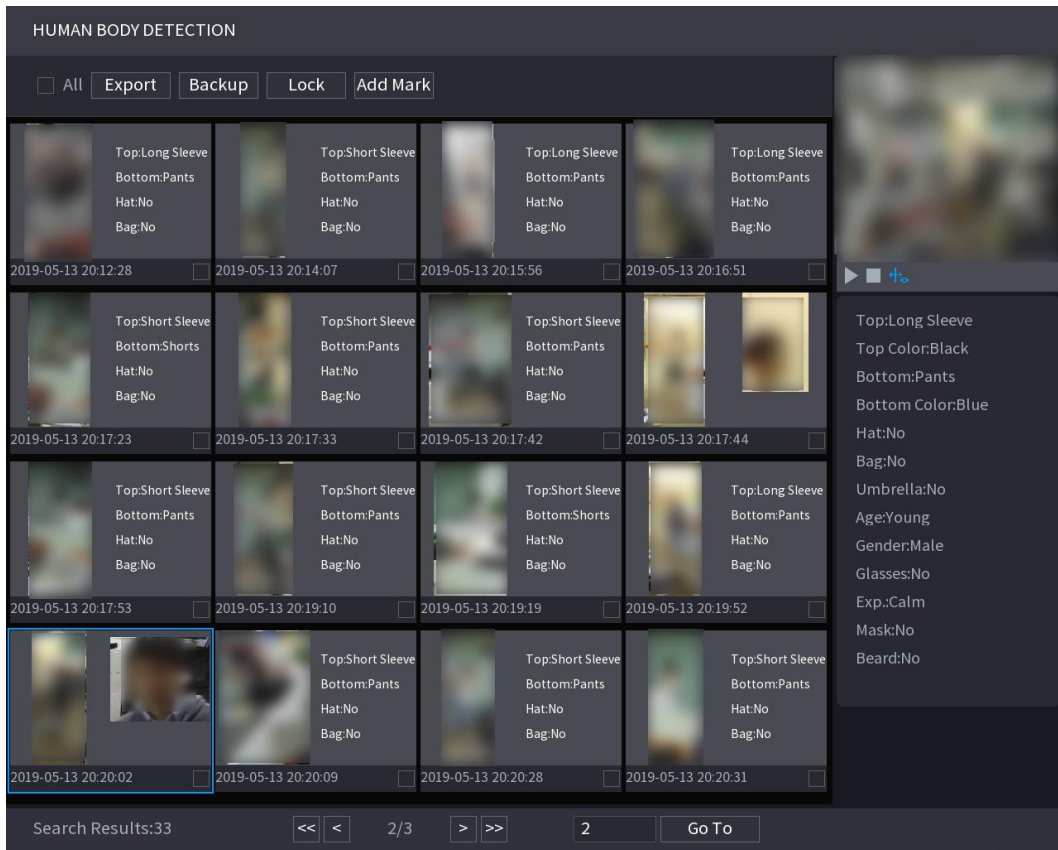 HUMAN BODY DETECTION
All Export Backup Lock Add Mark
Top:Long Sleeve
Bottom:Pants
Hat:No
Bag:No
2019-05-13 20:12:28
Top:Short Sleeve
Bottom:Pants
Hat:No
Bag:No
2019-05-13 20:14:07
Top:Long Sleeve
Bottom:Pants
Hat:No
Bag:No
2019-05-13 20:15:56
Top:Long Sleeve
Bottom:Pants
Hat:No
Bag:No
2019-05-13 20:16:51
Top:Short Sleeve
Bottom:Shorts
Hat:No
Bag:No
2019-05-13 20:17:23
Top:Short Sleeve
Bottom:Pants
Hat:No
Bag:No
2019-05-13 20:17:33
Top:Short Sleeve
Bottom:Pants
Hat:No
Bag:No
2019-05-13 20:17:42
2019-05-13 20:17:44
Top:Short Sleeve
Bottom:Pants
Hat:No
Bag:No
2019-05-13 20:17:53
Top:Short Sleeve
Bottom:Pants
Hat:No
Bag:No
2019-05-13 20:19:10
Top:Short Sleeve
Bottom:Shorts
Hat:No
Bag:No
2019-05-13 20:19:19
Top:Long Sleeve
Bottom:Pants
Hat:No
Bag:No
2019-05-13 20:19:52
2019-05-13 20:20:02
Top:Short Sleeve
Bottom:Pants
Hat:No
Bag:No
2019-05-13 20:20:09
Top:Short Sleeve
Bottom:Pants
Hat:No
Bag:No
2019-05-13 20:20:28
Top:Short Sleeve
Bottom:Pants
Hat:No
Bag:No
2019-05-13 20:20:31
Top:Long Sleeve
Top Color:Black
Bottom:Pants
Bottom Color:Blue
Hat:No
Bag:No
Umbrella:No
Age:Young
Gender:Male
Glasses:No
Exp.:Calm
Mask:No
Beard:No
Search Results:33 << < 2/3 > >> 2 Go To